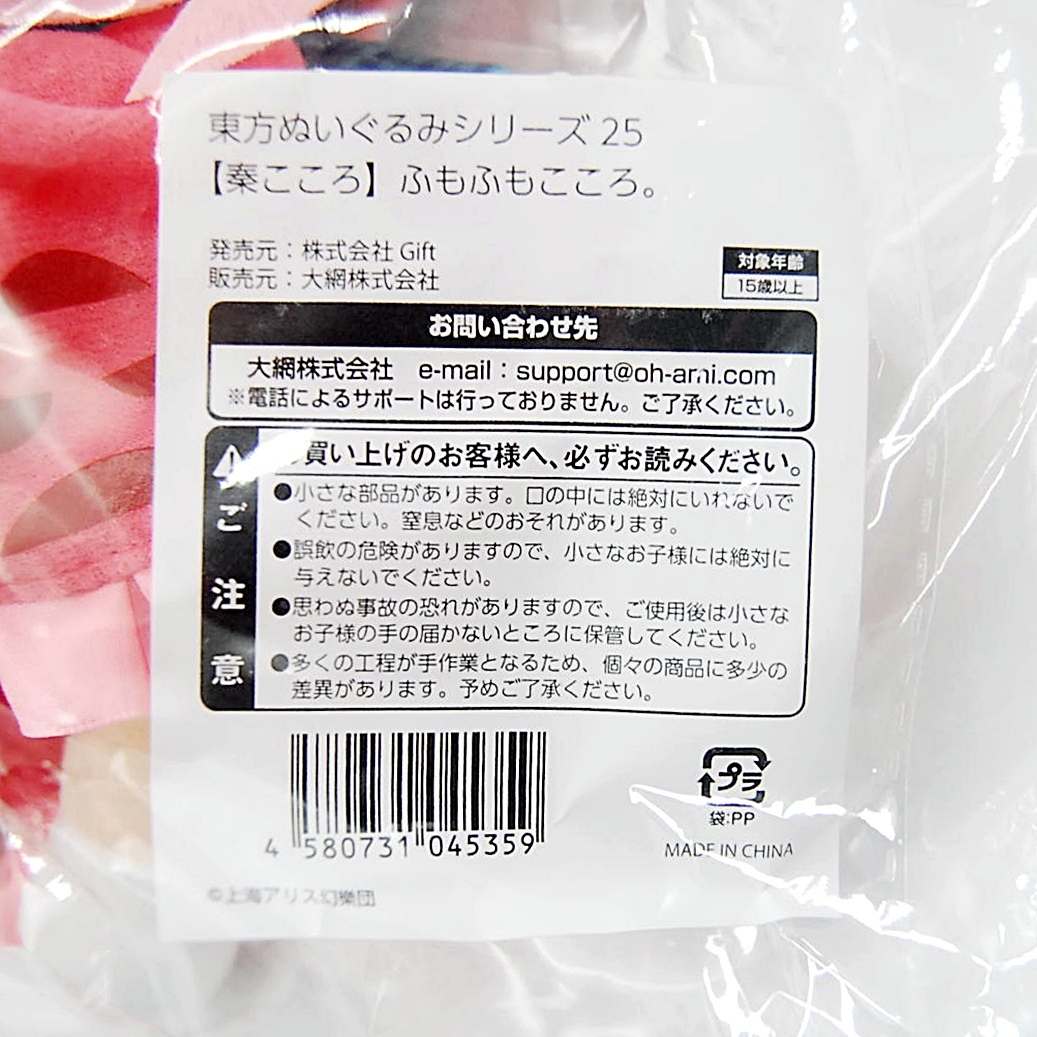 東方ぬいぐるみシリーズ 25
【秦こころ】ふもふもこころ。
発売元：株式会社 Gift
販売元：大網株式会社
対象年齢
15歳以上
お問い合わせ先
大網株式会社 e-mail：support@oh-ami.com
※電話によるサポートは行っておりません。ご了承ください。
ご注意
買い上げのお客様へ、必ずお読みください。
●小さな部品があります。口の中には絶対にいれないで
ください。窒息などのおそれがあります。
●誤飲の危険がありますので、小さなお子様には絶対に
与えないでください。
●思わぬ事故の恐れがありますので、ご使用後は小さな
お子様の手の届かないところに保管してください。
●多くの工程が手作業となるため、個々の商品に多少の
差異があります。予めご了承ください。
プラ
袋:PP
MADE IN CHINA
4 580731 045359
©上海アリス幻樂団